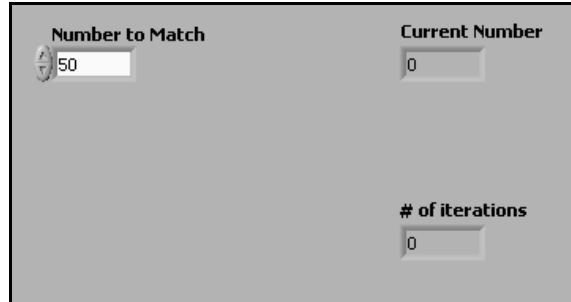 Number to Match
50
Current Number
0
# of iterations
0